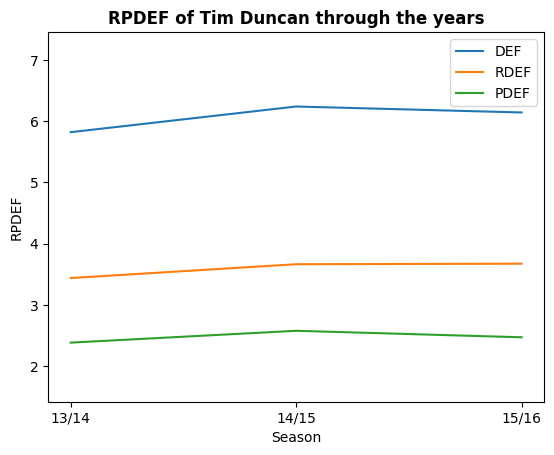 RPDEF of Tim Duncan through the years
DEF
RDEF
PDEF
7
6
5
4
3
2
RPDEF
13/14
14/15
15/16
Season